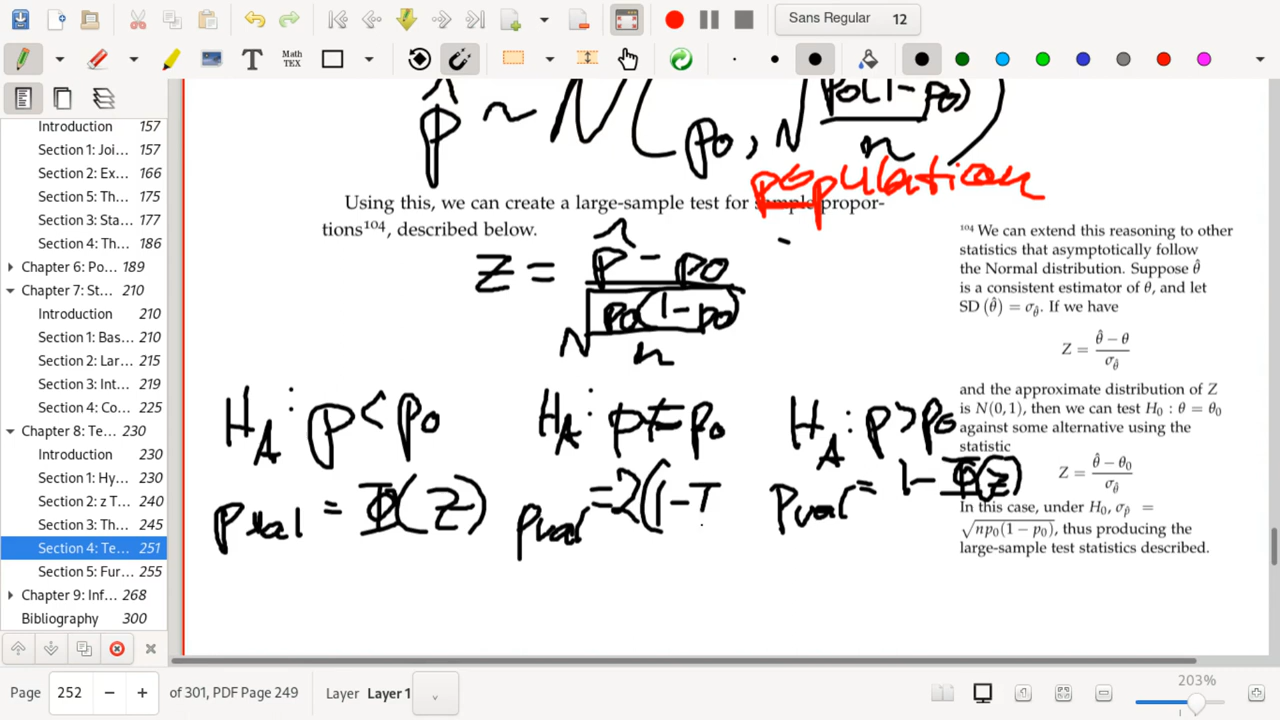 Sans Regular 12
T Math TEX
Introduction 157
Section 1: Joi... 157
Section 2: Ex... 166
Section 5: Th... 175
Section 3: Sta... 177
Section 4: Th... 186
Chapter 6: Po... 189
Chapter 7: St... 210
Introduction 210
Section 1: Bas... 210
Section 2: Lar... 215
Section 3: Int... 219
Section 4: Co... 225
Chapter 8: Te... 230
Introduction 230
Section 1: Hy... 230
Section 2: z T... 240
Section 3: Th... 245
Section 4: Te... 251
Section 5: Fur... 255
Chapter 9: Inf... 268
Bibliography 300
p̂ ~ N(p0, √(p0(1-p0)/n))
population
Using this, we can create a large-sample test for sample propor-
tions¹⁰⁴, described below.
Z = (p̂ - p0) / √(p0(1-p0)/n)
HA: p < p0 HA: p ≠ p0 HA: p > p0
pval = Φ(z) pval = 2(1- pval = 1-Φ(z)
¹⁰⁴ We can extend this reasoning to other
statistics that asymptotically follow
the Normal distribution. Suppose θ̂
is a consistent estimator of θ, and let
SD(θ̂) = σθ̂. If we have
Z = (θ̂ − θ)/σθ̂
and the approximate distribution of Z
is N(0, 1), then we can test H0 : θ = θ0
against some alternative using the
statistic
Z = (θ̂ − θ0)/σθ̂
In this case, under H0, σp̂ =
√np0(1 − p0), thus producing the
large-sample test statistics described.
Page 252 − + of 301, PDF Page 249 Layer Layer 1 203%